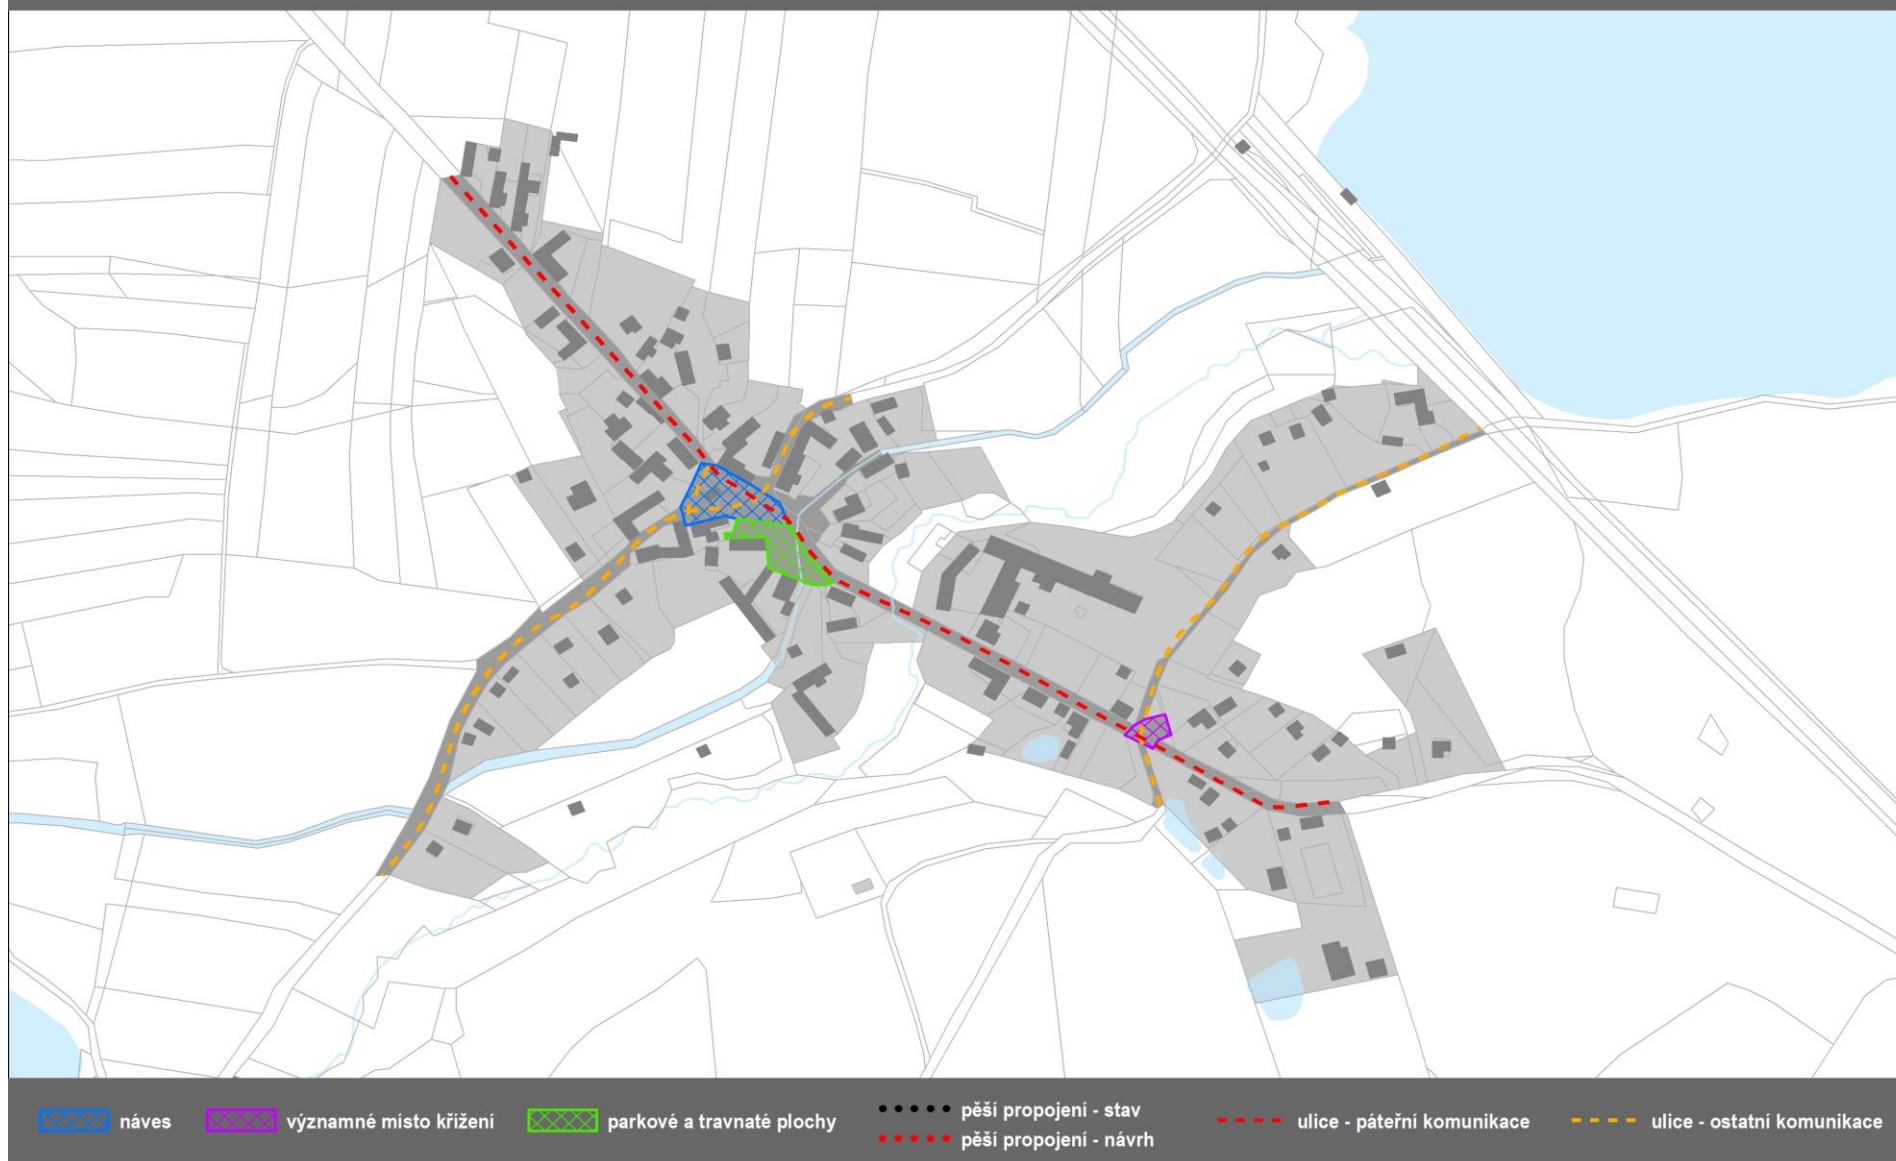 náves
významné místo křížení
parkové a travnaté plochy
pěší propojení - stav
pěší propojení - návrh
ulice - páteřní komunikace
ulice - ostatní komunikace